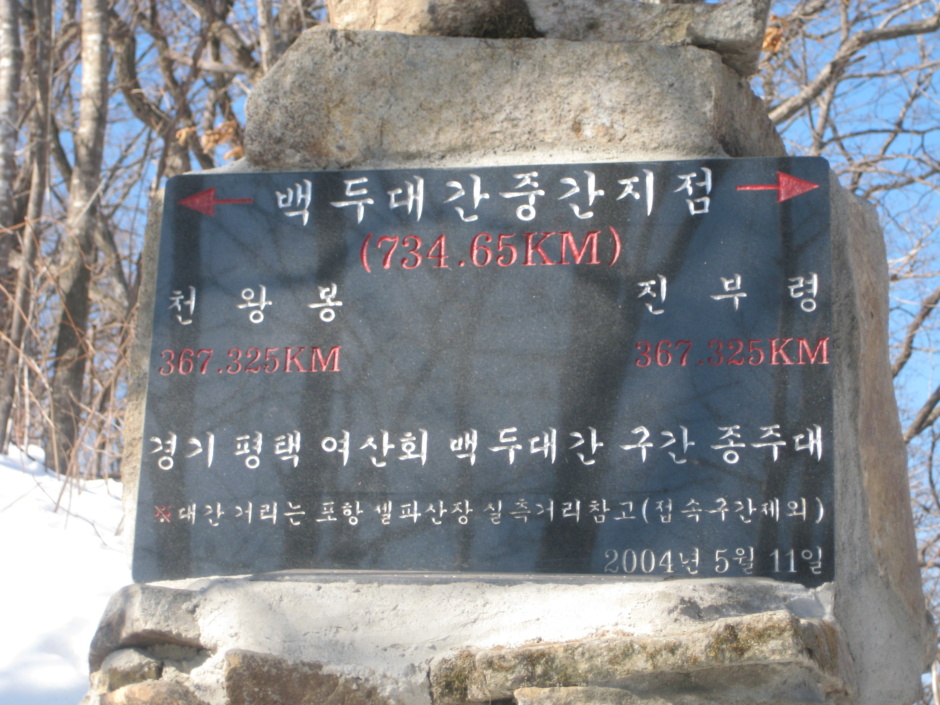 ← 백두대간중간지점 →
(734.65KM)
천왕봉 진부령
367.325KM 367.325KM
경기 평택 여산회 백두대간 구간 종주대
※대간거리는 포항 셀파산장 실측거리참고(접속구간제외)
2004년 5월 11일